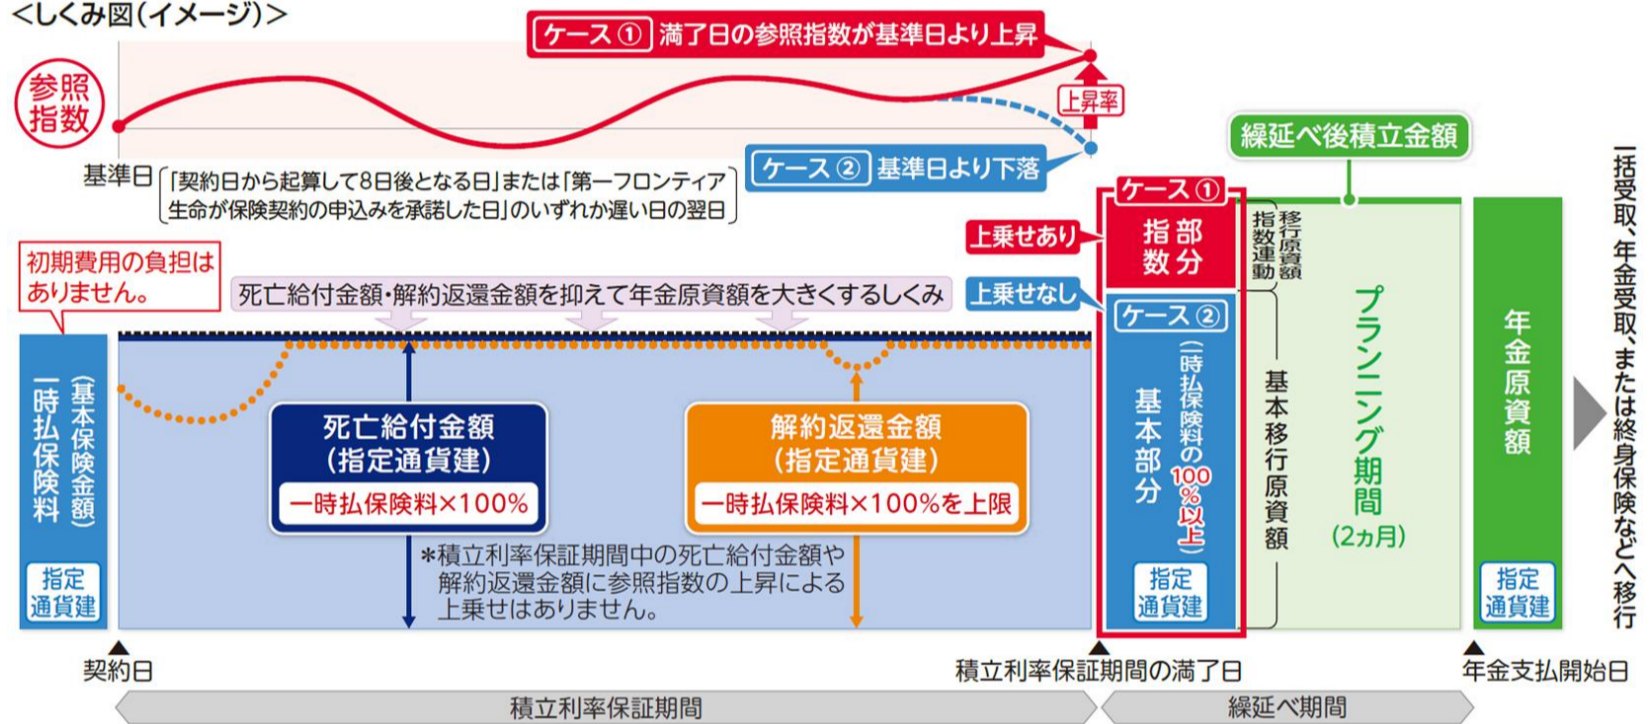 ＜しくみ図（イメージ）＞
ケース① 満了日の参照指数が基準日より上昇
参照
指数
上昇率
ケース② 基準日より下落
基準日
「契約日から起算して8日後となる日」または「第一フロンティア
生命が保険契約の申込みを承諾した日」のいずれか遅い日の翌日
初期費用の負担は
ありません。
死亡給付金額・解約返還金額を抑えて年金原資額を大きくするしくみ
（基本保険金額）
一時払保険料
指定
通貨建
死亡給付金額
（指定通貨建）
一時払保険料×100%
解約返還金額
（指定通貨建）
一時払保険料×100%を上限
＊積立利率保証期間中の死亡給付金額や
解約返還金額に参照指数の上昇による
上乗せはありません。
上乗せあり
上乗せなし
ケース①
指数
部分
ケース②
（一時払保険料の100%以上）
基本部分
指定
通貨建
指数連動
移行原資額
基本移行原資額
繰延べ後積立金額
プランニング期間
（2ヵ月）
年金原資額
指定
通貨建
一括受取、年金受取、または終身保険などへ移行
契約日
積立利率保証期間の満了日
年金支払開始日
積立利率保証期間
繰延べ期間